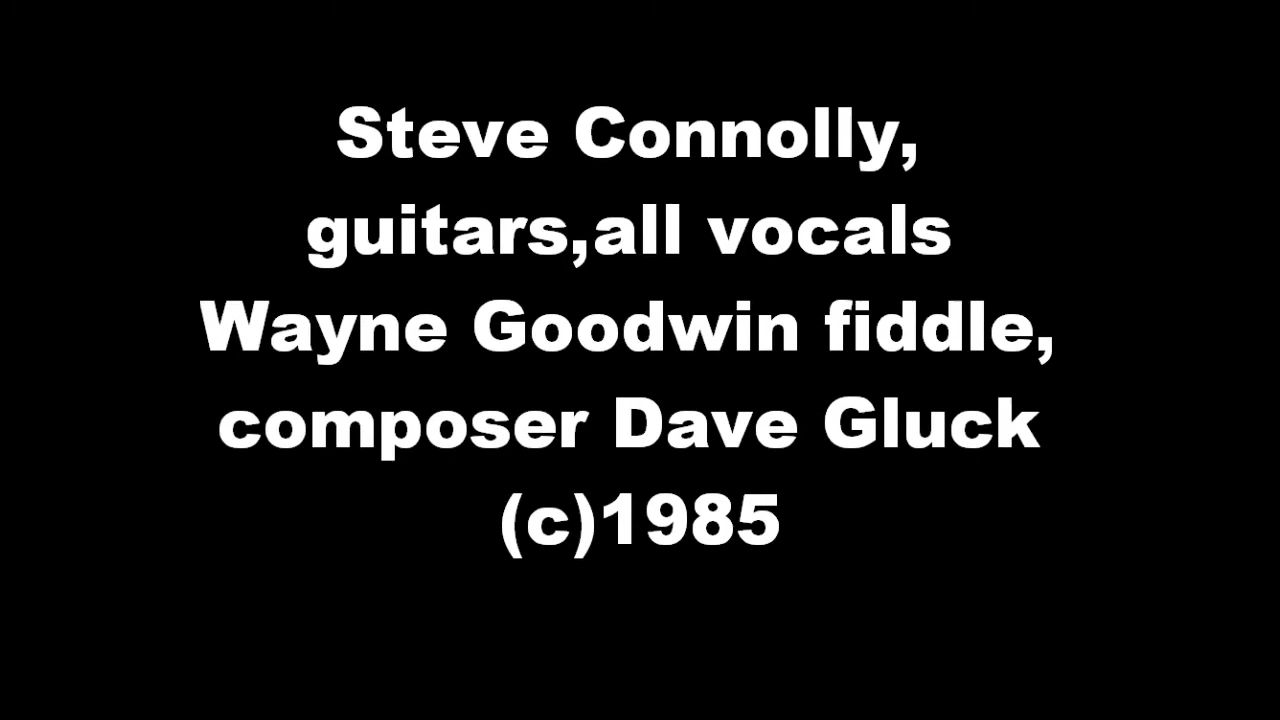 Steve Connolly,
guitars,all vocals
Wayne Goodwin fiddle,
composer Dave Gluck
(c)1985